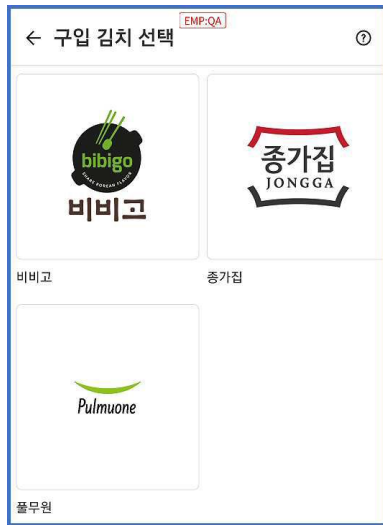 EMP:QA
← 구입 김치 선택
bibigo
SHARE KOREAN FLAVOR
비비고
종가집
JONGGA
비비고
종가집
Pulmuone
풀무원